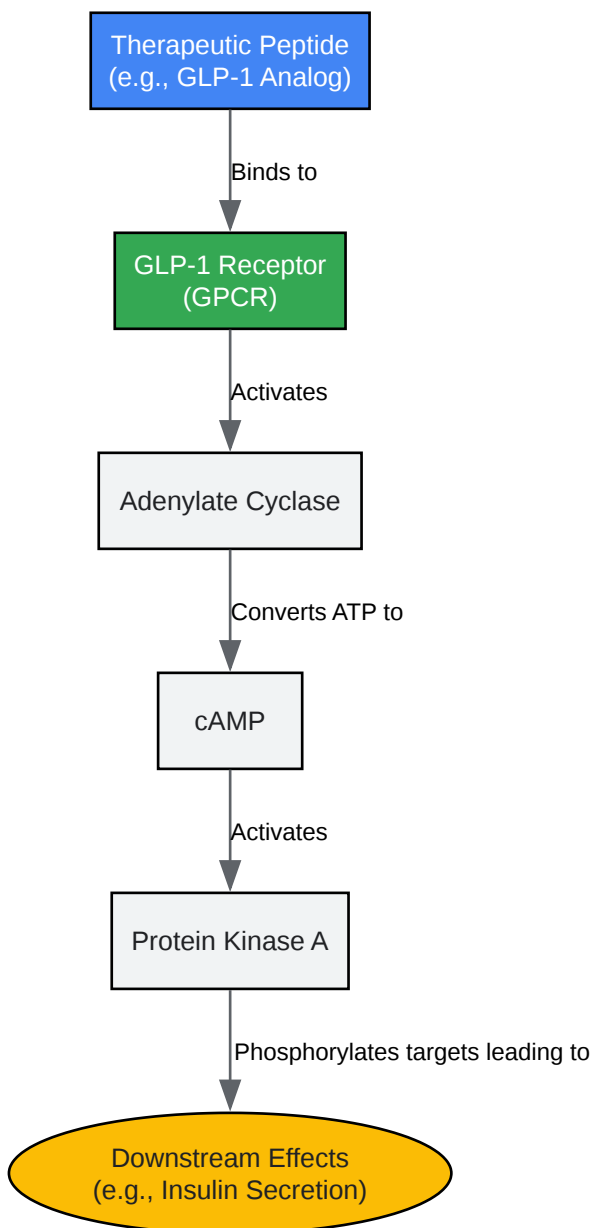 Therapeutic Peptide
(e.g., GLP-1 Analog)
Binds to
GLP-1 Receptor
(GPCR)
Activates
Adenylate Cyclase
Converts ATP to
cAMP
Activates
Protein Kinase A
Phosphorylates targets leading to
Downstream Effects
(e.g., Insulin Secretion)